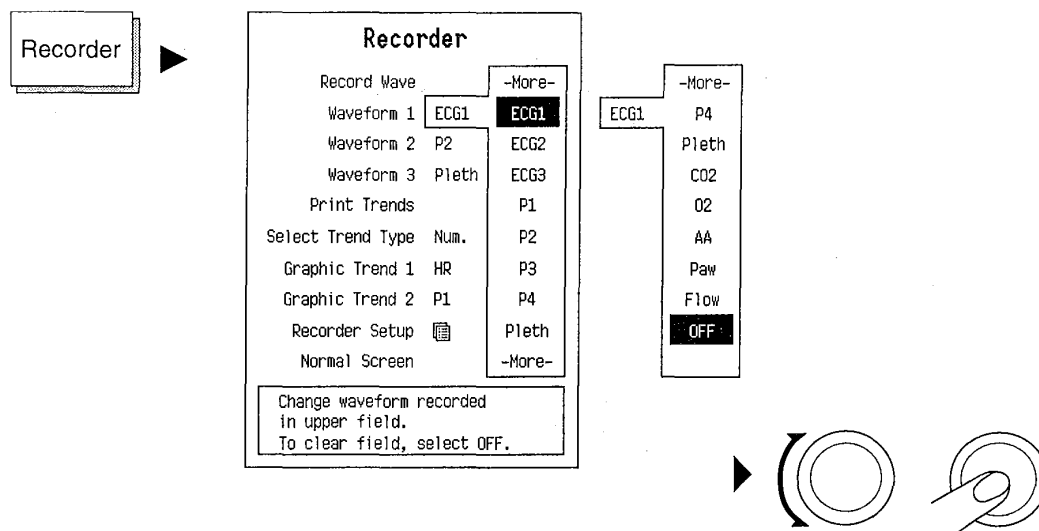 Recorder
Recorder
Record Wave
Waveform 1 ECG1
Waveform 2 P2
Waveform 3 Pleth
Print Trends
Select Trend Type Num.
Graphic Trend 1 HR
Graphic Trend 2 P1
Recorder Setup
Normal Screen
-More-
ECG1
ECG2
ECG3
P1
P2
P3
P4
Pleth
-More-
Change waveform recorded
in upper field.
To clear field, select OFF.
ECG1
-More-
P4
Pleth
CO2
O2
AA
Paw
Flow
OFF